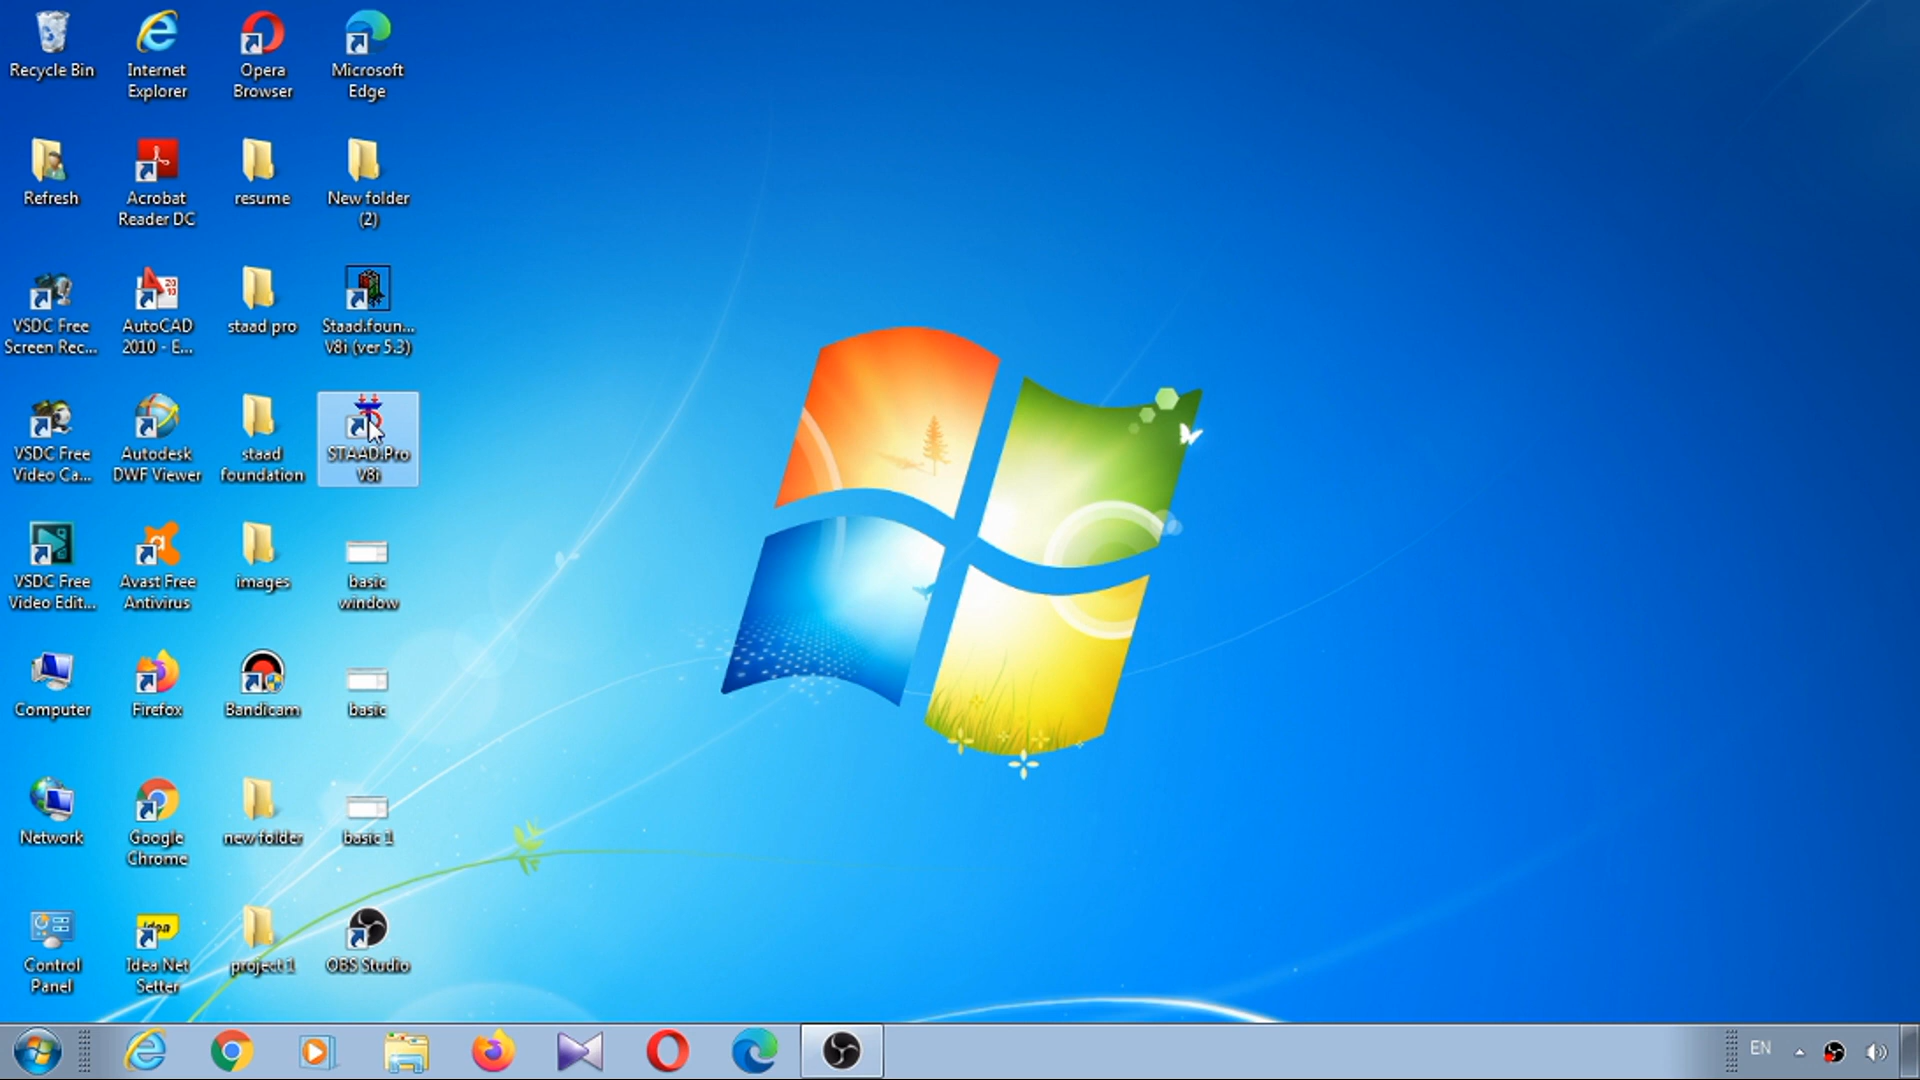 Recycle Bin
Internet
Explorer
Opera
Browser
Microsoft
Edge
Refresh
Acrobat
Reader DC
resume
New folder
(2)
VSDC Free
Screen Rec...
AutoCAD
2010 - E...
staad pro
Staad.foun...
V8i (ver 5.3)
VSDC Free
Video Ca...
Autodesk
DWF Viewer
staad
foundation
STAAD.Pro
V8i
VSDC Free
Video Edit...
Avast Free
Antivirus
images
basic
window
Computer
Firefox
Bandicam
basic
Network
Google
Chrome
new folder
basic 1
Control
Panel
Idea
Idea Net
Setter
project 1
OBS Studio
EN